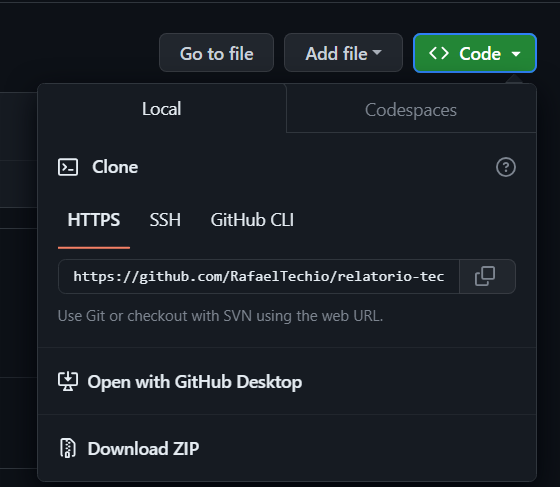 Go to file Add file <> Code
Local Codespaces
Clone
HTTPS SSH GitHub CLI
https://github.com/RafaelTechio/relatorio-tec
Use Git or checkout with SVN using the web URL.
Open with GitHub Desktop
Download ZIP